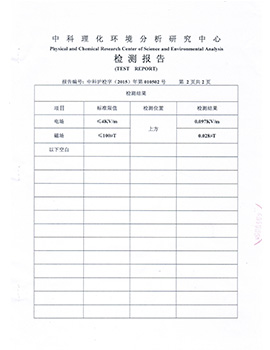 中科理化环境分析研究中心
Physical and Chemical Research Center of Science and Environmental Analysis
检测报告
(TEST REPORT)
报告编号：中科护检字（2018）年第010502号 第 2 页共 2 页
检测结果
项目 标准限值 检测位置 检测结果
电场 ≤4KV/m 上方 0.097KV/m
磁场 ≤100μT 0.028μT
以下空白